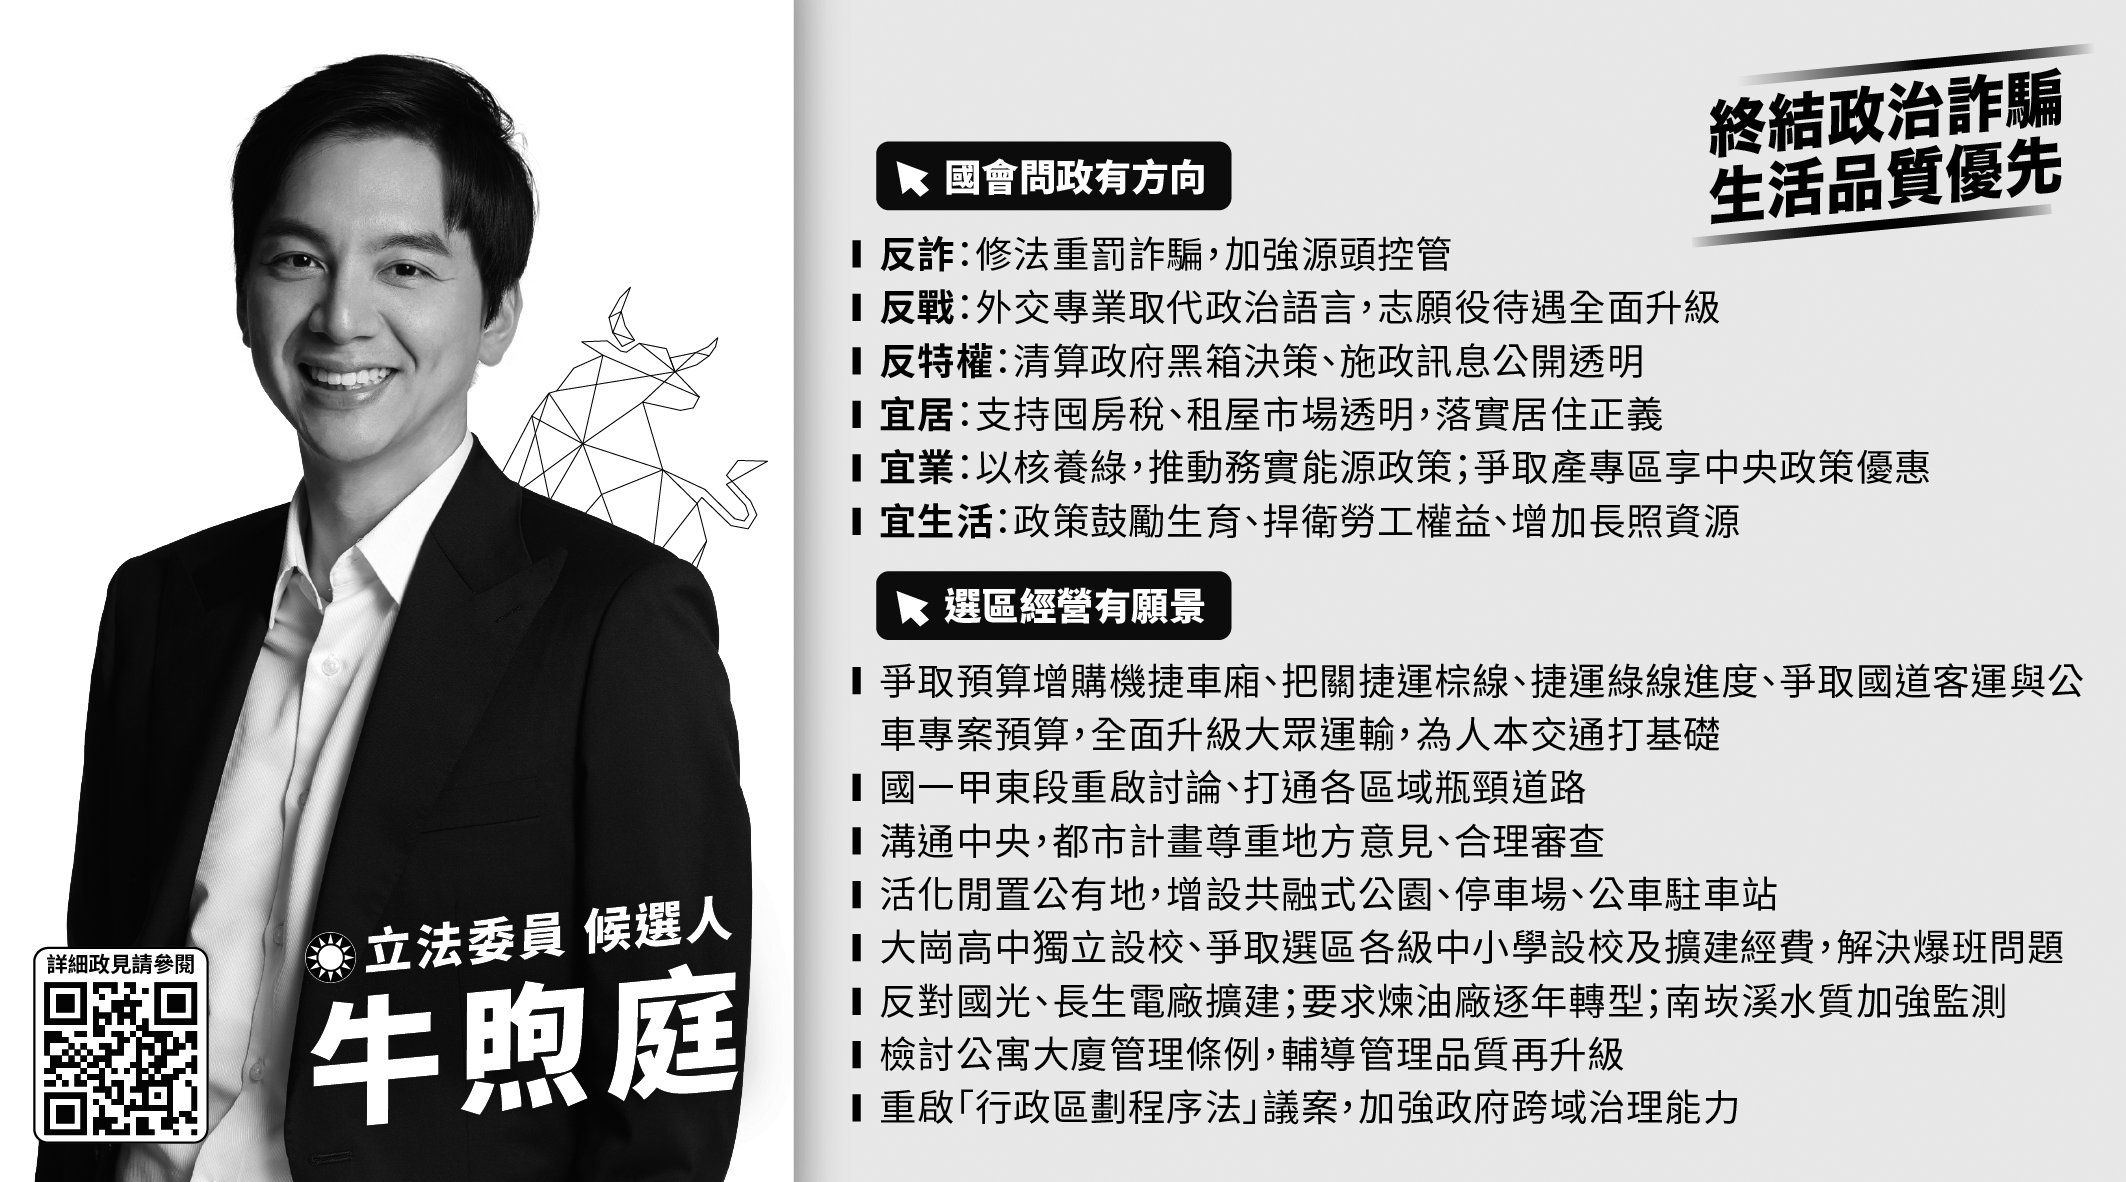 終結政治詐騙
生活品質優先
國會問政有方向
反詐：修法重罰詐騙，加強源頭控管
反戰：外交專業取代政治語言，志願役待遇全面升級
反特權：清算政府黑箱決策、施政訊息公開透明
宜居：支持囤房稅、租屋市場透明，落實居住正義
宜業：以核養綠，推動務實能源政策；爭取產專區享中央政策優惠
宜生活：政策鼓勵生育、捍衛勞工權益、增加長照資源
選區經營有願景
爭取預算增購機捷車廂、把關捷運棕線、捷運綠線進度、爭取國道客運與公
車專案預算，全面升級大眾運輸，為人本交通打基礎
國一甲東段重啟討論、打通各區域瓶頸道路
溝通中央，都市計畫尊重地方意見、合理審查
活化閒置公有地，增設共融式公園、停車場、公車駐車站
大崗高中獨立設校、爭取選區各級中小學設校及擴建經費，解決爆班問題
反對國光、長生電廠擴建；要求煉油廠逐年轉型；南崁溪水質加強監測
檢討公寓大廈管理條例，輔導管理品質再升級
重啟「行政區劃程序法」議案，加強政府跨域治理能力
立法委員 候選人
牛煦庭
詳細政見請參閱